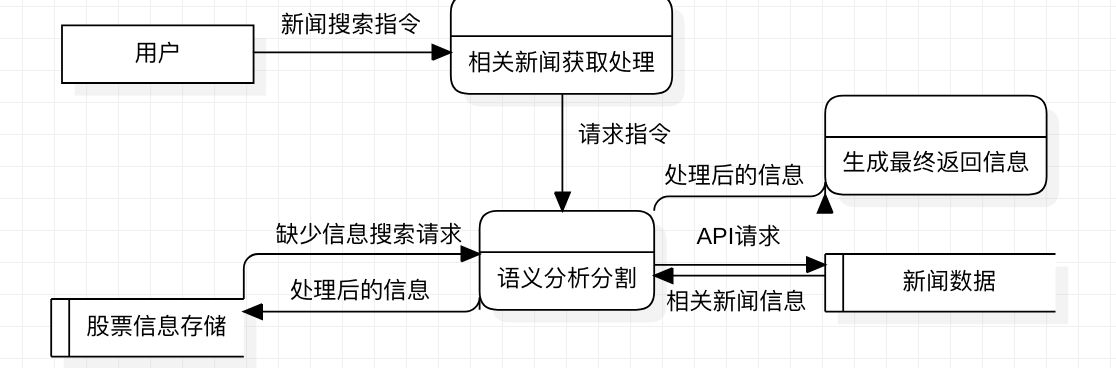 新闻搜索指令
用户
相关新闻获取处理
请求指令
生成最终返回信息
处理后的信息
缺少信息搜索请求
API请求
语义分析分割
新闻数据
处理后的信息
相关新闻信息
股票信息存储